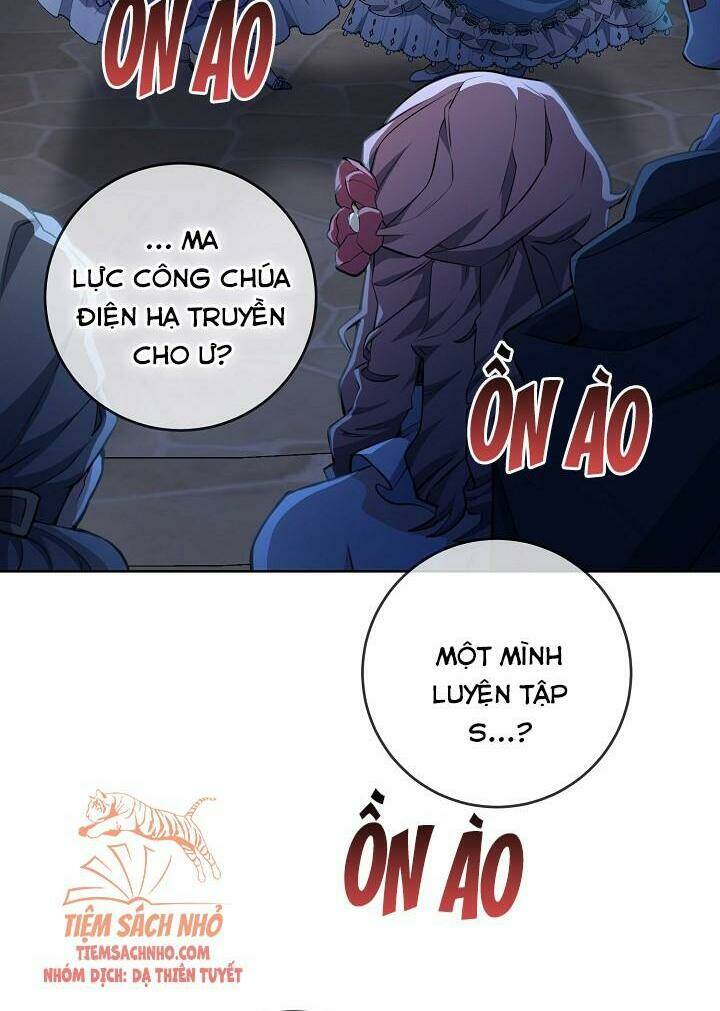 ỒN ÀO
... MA
LỰC CÔNG CHÚA
ĐIỆN HẠ TRUYỀN
CHO Ư?
ỒN ÀO
MỘT MÌNH
LUYỆN TẬP
S...?
ỒN ÀO
TIỆM SÁCH NHỎ
TIEMSACHNHO.COM
NHÓM DỊCH: DẠ THIÊN TUYẾT